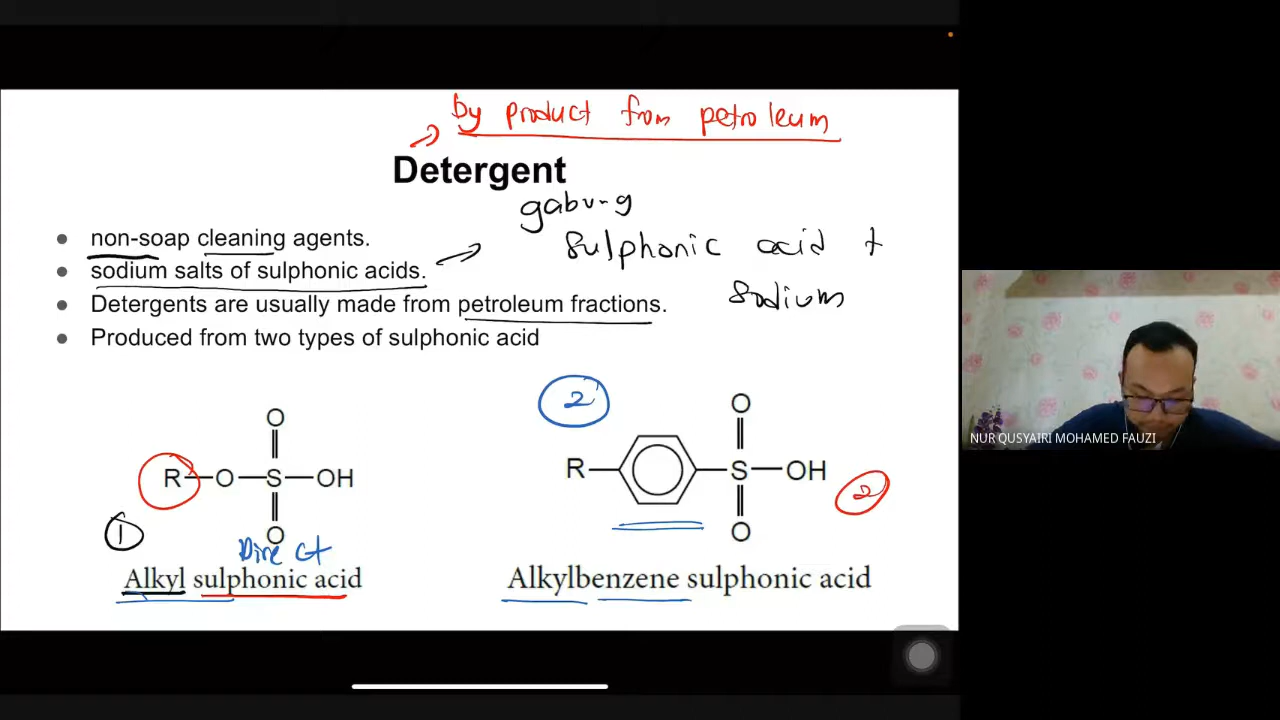 by product from petroleum
Detergent
gabung
sulphonic acid +
sodium
● non-soap cleaning agents.
● sodium salts of sulphonic acids.
● Detergents are usually made from petroleum fractions.
● Produced from two types of sulphonic acid
2
O
R O S OH
O
1
Direct
Alkyl sulphonic acid
O
R S OH
O
2
Alkylbenzene sulphonic acid
NUR QUSYAIRI MOHAMED FAUZI